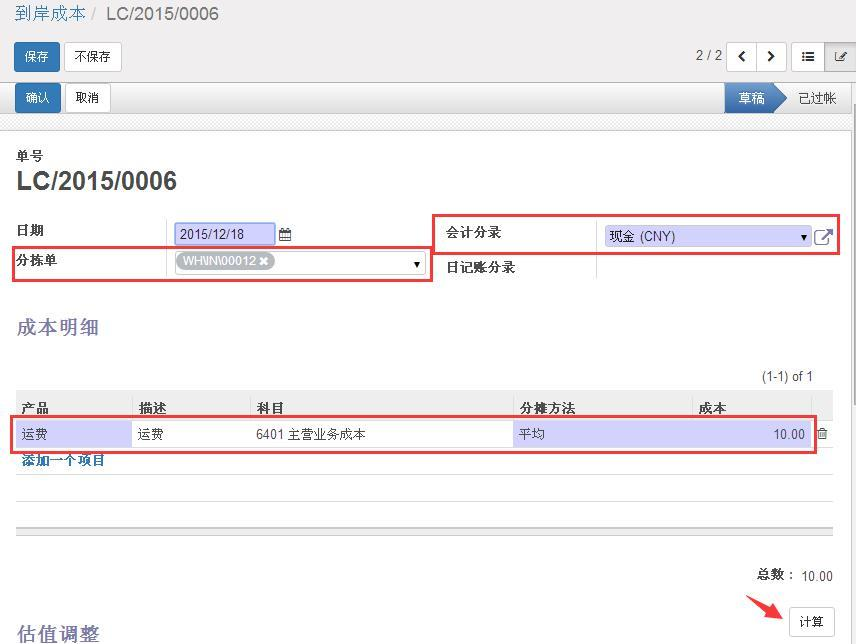 到岸成本 / LC/2015/0006
保存 不保存 2 / 2
确认 取消 草稿 已过帐
单号
LC/2015/0006
日期 2015/12/18 会计分录 现金 (CNY)
分拣单 WH\IN\00012 日记账分录
成本明细
(1-1) of 1
产品 描述 科目 分摊方法 成本
运费 运费 6401 主营业务成本 平均 10.00
添加一个项目
总数： 10.00
计算
估值调整